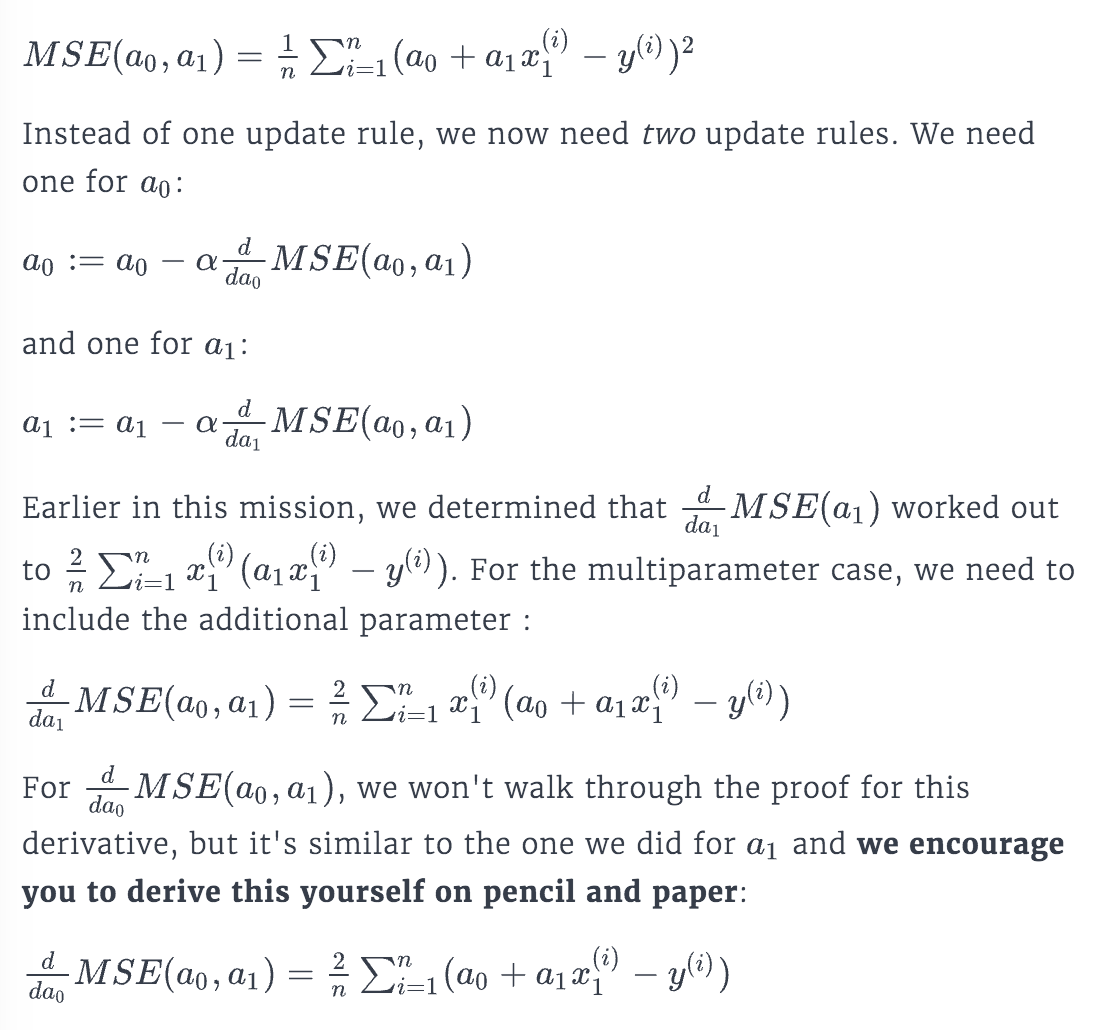 $MSE(a_0, a_1) = \frac{1}{n} \sum_{i=1}^{n} (a_0 + a_1 x_1^{(i)} - y^{(i)})^2$
Instead of one update rule, we now need two update rules. We need
one for $a_0$:
$a_0 := a_0 - \alpha \frac{d}{da_0} MSE(a_0, a_1)$
and one for $a_1$:
$a_1 := a_1 - \alpha \frac{d}{da_1} MSE(a_0, a_1)$
Earlier in this mission, we determined that $\frac{d}{da_1} MSE(a_1)$ worked out
to $\frac{2}{n} \sum_{i=1}^{n} x_1^{(i)} (a_1 x_1^{(i)} - y^{(i)})$. For the multiparameter case, we need to
include the additional parameter :
$\frac{d}{da_1} MSE(a_0, a_1) = \frac{2}{n} \sum_{i=1}^{n} x_1^{(i)} (a_0 + a_1 x_1^{(i)} - y^{(i)})$
For $\frac{d}{da_0} MSE(a_0, a_1)$, we won't walk through the proof for this
derivative, but it's similar to the one we did for $a_1$ and we encourage
you to derive this yourself on pencil and paper:
$\frac{d}{da_0} MSE(a_0, a_1) = \frac{2}{n} \sum_{i=1}^{n} (a_0 + a_1 x_1^{(i)} - y^{(i)})$